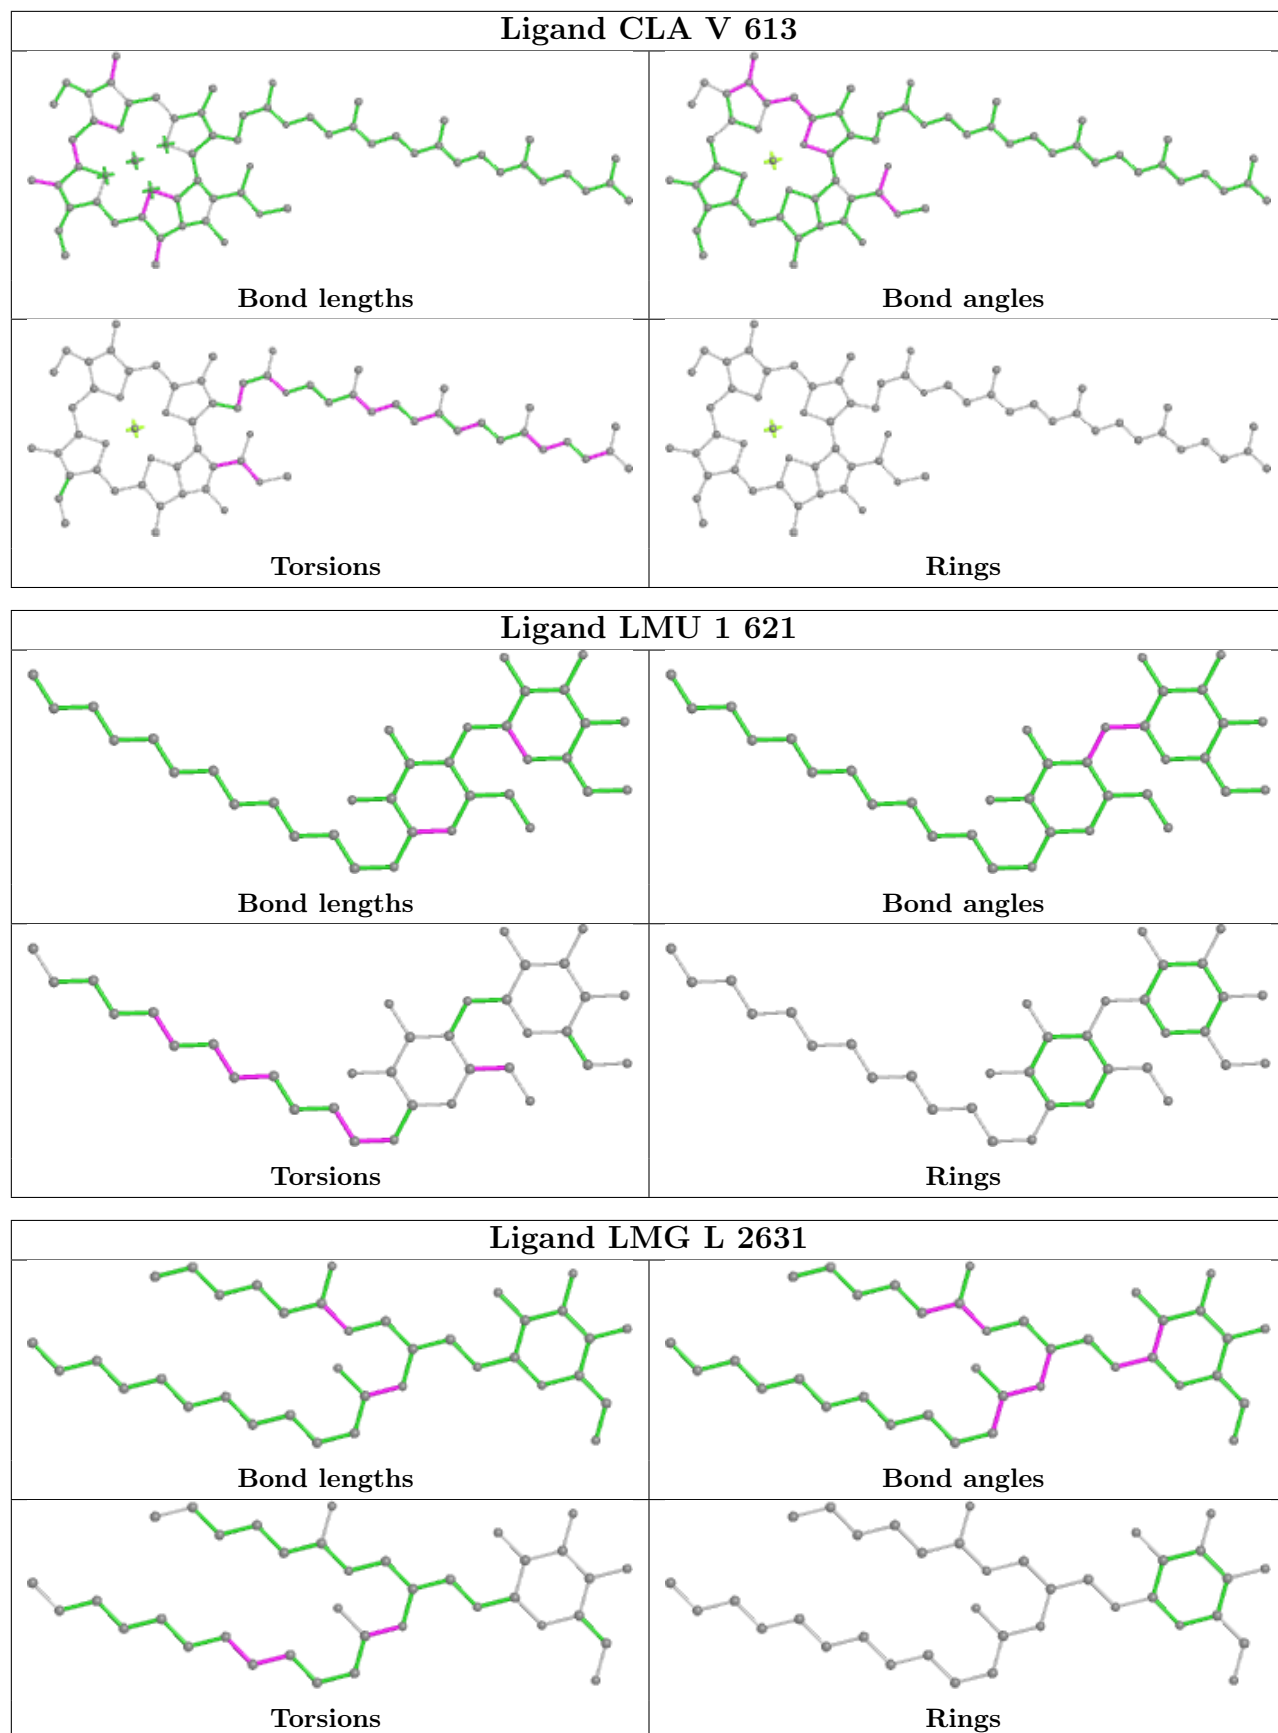 Ligand CLA V 613
Bond lengths
Bond angles
Torsions
Rings
Ligand LMU 1 621
Bond lengths
Bond angles
Torsions
Rings
Ligand LMG L 2631
Bond lengths
Bond angles
Torsions
Rings